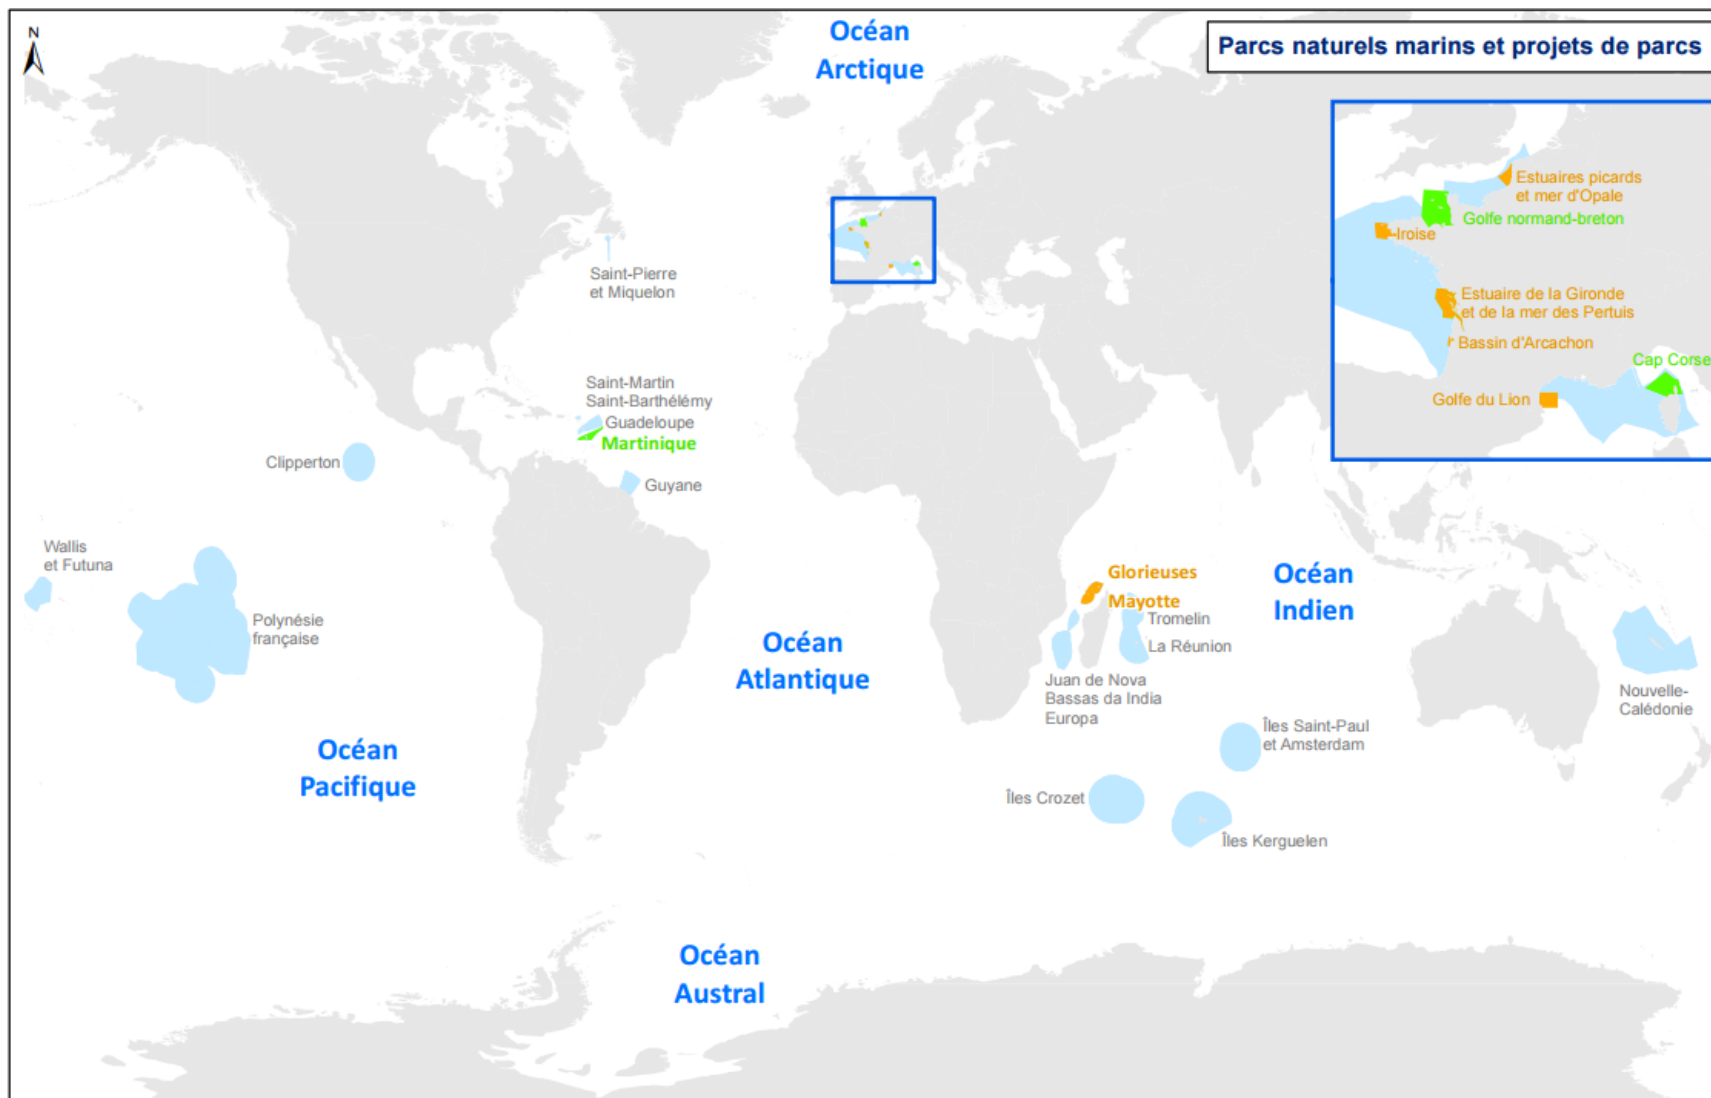 N
Océan
Arctique
Parcs naturels marins et projets de parcs
Estuaires picards
et mer d'Opale
Golfe normand-breton
Iroise
Estuaire de la Gironde
et de la mer des Pertuis
Bassin d'Arcachon
Cap Corse
Golfe du Lion
Saint-Pierre
et Miquelon
Saint-Martin
Saint-Barthélémy
Guadeloupe
Martinique
Clipperton
Guyane
Wallis
et Futuna
Polynésie
française
Océan
Pacifique
Océan
Atlantique
Glorieuses
Mayotte
Tromelin
La Réunion
Juan de Nova
Bassas da India
Europa
Océan
Indien
Nouvelle-
Calédonie
Îles Saint-Paul
et Amsterdam
Îles Crozet
Îles Kerguelen
Océan
Austral